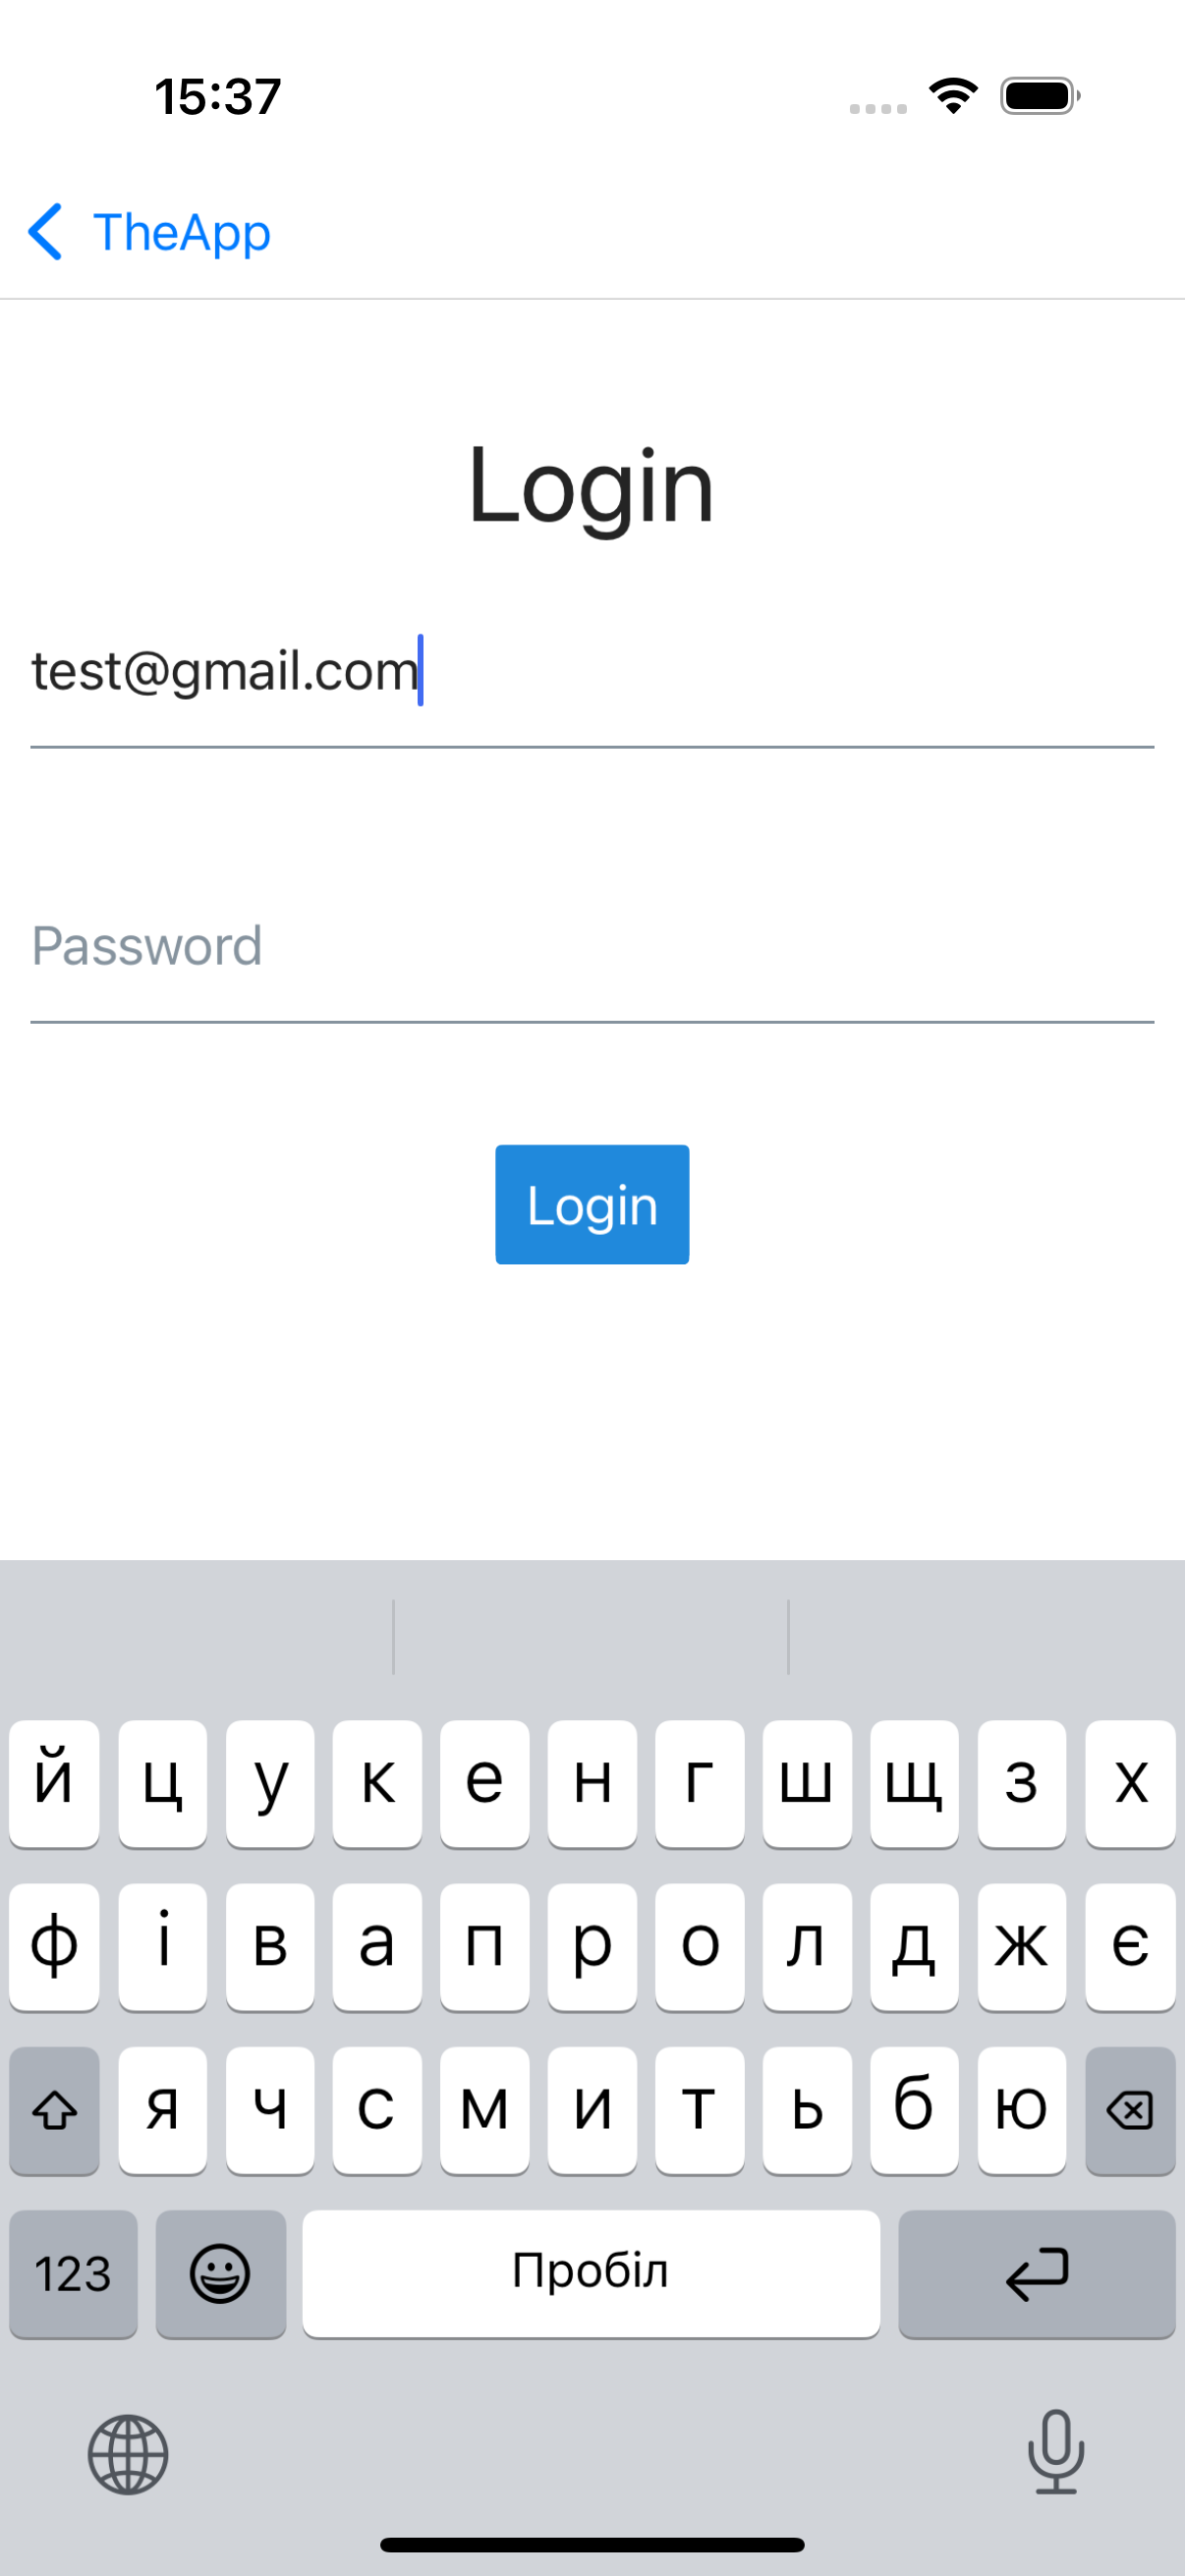 15:37
TheApp
Login
test@gmail.com
Password
Login
й ц у к е н г ш щ з х
ф і в а п р о л д ж є
я ч с м и т ь б ю
123 Пробіл